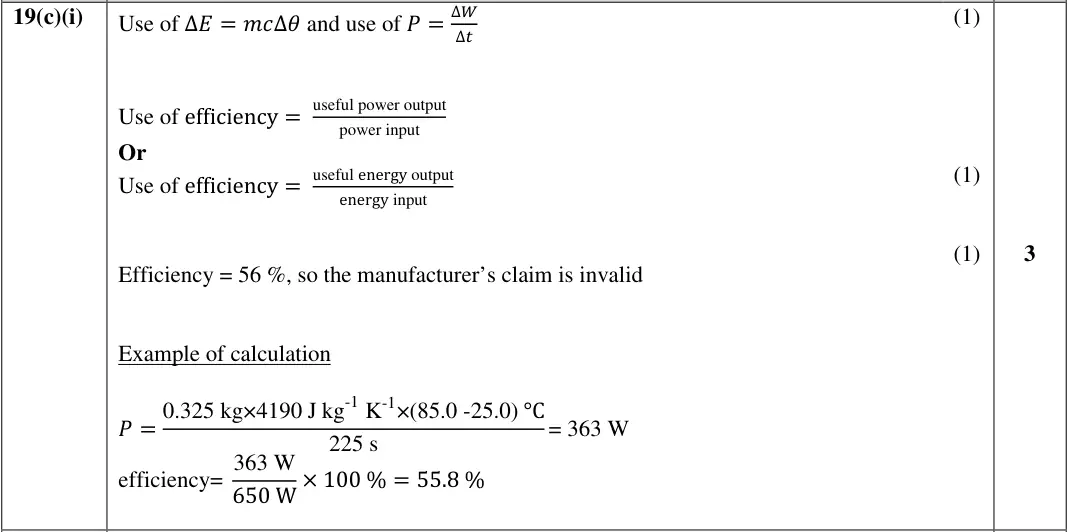 19(c)(i) Use of ΔE = mcΔθ and use of P = ΔW/Δt (1)
Use of efficiency = useful power output/power input
Or
Use of efficiency = useful energy output/energy input (1)
(1) 3
Efficiency = 56 %, so the manufacturer’s claim is invalid
Example of calculation
P = 0.325 kg×4190 J kg⁻¹ K⁻¹×(85.0 -25.0) °C/225 s = 363 W
efficiency= 363 W/650 W × 100 % = 55.8 %